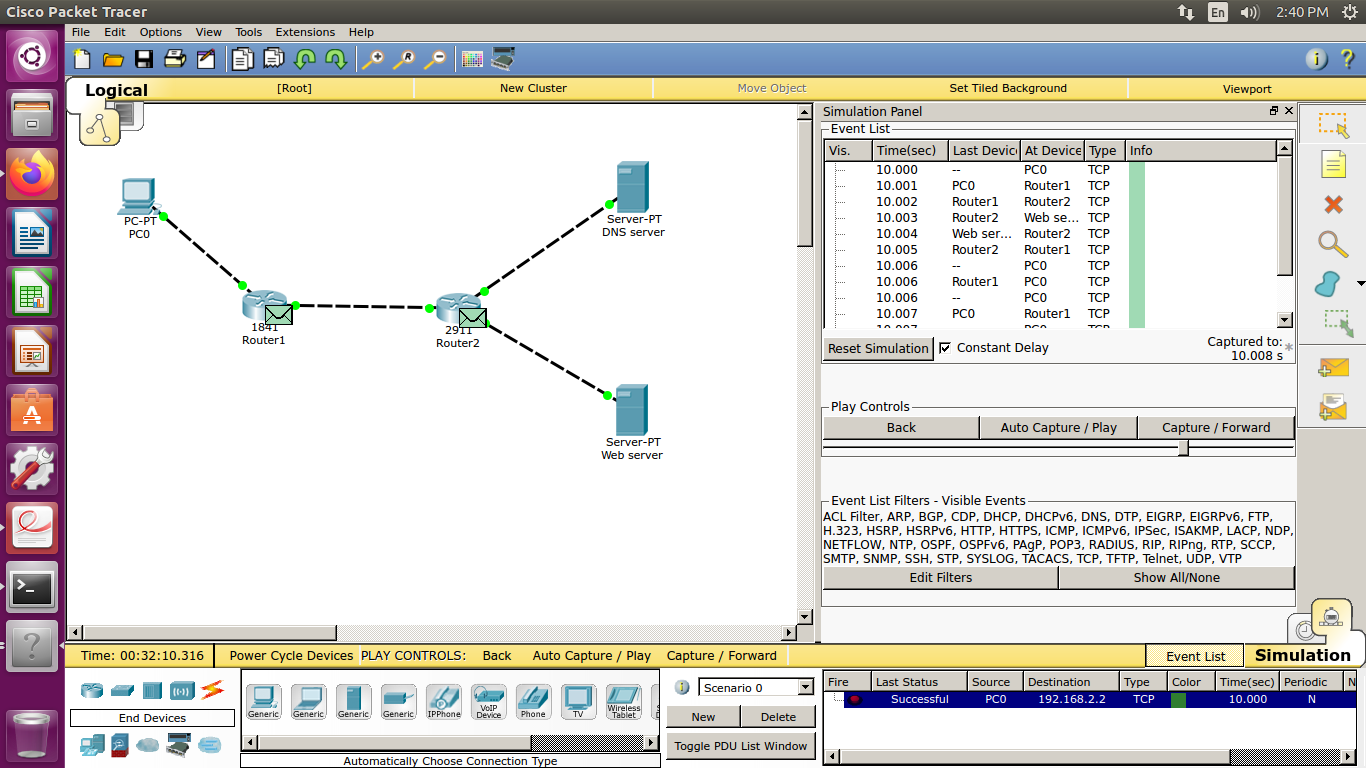 Cisco Packet Tracer
En
2:40 PM
File Edit Options View Tools Extensions Help
Logical
[Root]
New Cluster
Move Object
Set Tiled Background
Viewport
PC-PT
PC0
1841
Router1
2911
Router2
Server-PT
DNS server
Server-PT
Web server
Simulation Panel
Event List
Vis. Time(sec) Last Devic At Device Type Info
10.000 -- PC0 TCP
10.001 PC0 Router1 TCP
10.002 Router1 Router2 TCP
10.003 Router2 Web se... TCP
10.004 Web ser... Router2 TCP
10.005 Router2 Router1 TCP
10.006 -- PC0 TCP
10.006 Router1 PC0 TCP
10.006 -- PC0 TCP
10.007 PC0 Router1 TCP
Reset Simulation
Constant Delay
Captured to:
10.008 s
*
Play Controls
Back
Auto Capture / Play
Capture / Forward
Event List Filters - Visible Events
ACL Filter, ARP, BGP, CDP, DHCP, DHCPv6, DNS, DTP, EIGRP, EIGRPv6, FTP,
H.323, HSRP, HSRPv6, HTTP, HTTPS, ICMP, ICMPv6, IPSec, ISAKMP, LACP, NDP,
NETFLOW, NTP, OSPF, OSPFv6, PAgP, POP3, RADIUS, RIP, RIPng, RTP, SCCP,
SMTP, SNMP, SSH, STP, SYSLOG, TACACS, TCP, TFTP, Telnet, UDP, VTP
Edit Filters
Show All/None
Time: 00:32:10.316
Power Cycle Devices PLAY CONTROLS: Back Auto Capture / Play Capture / Forward
Event List
Simulation
End Devices
Generic
Generic
Generic
Generic
IPPhone
VoIP
Device
Phone
TV
Wireless
Tablet
Automatically Choose Connection Type
Scenario 0
New
Delete
Toggle PDU List Window
Fire Last Status Source Destination Type Color Time(sec) Periodic N
Successful PC0 192.168.2.2 TCP 10.000 N